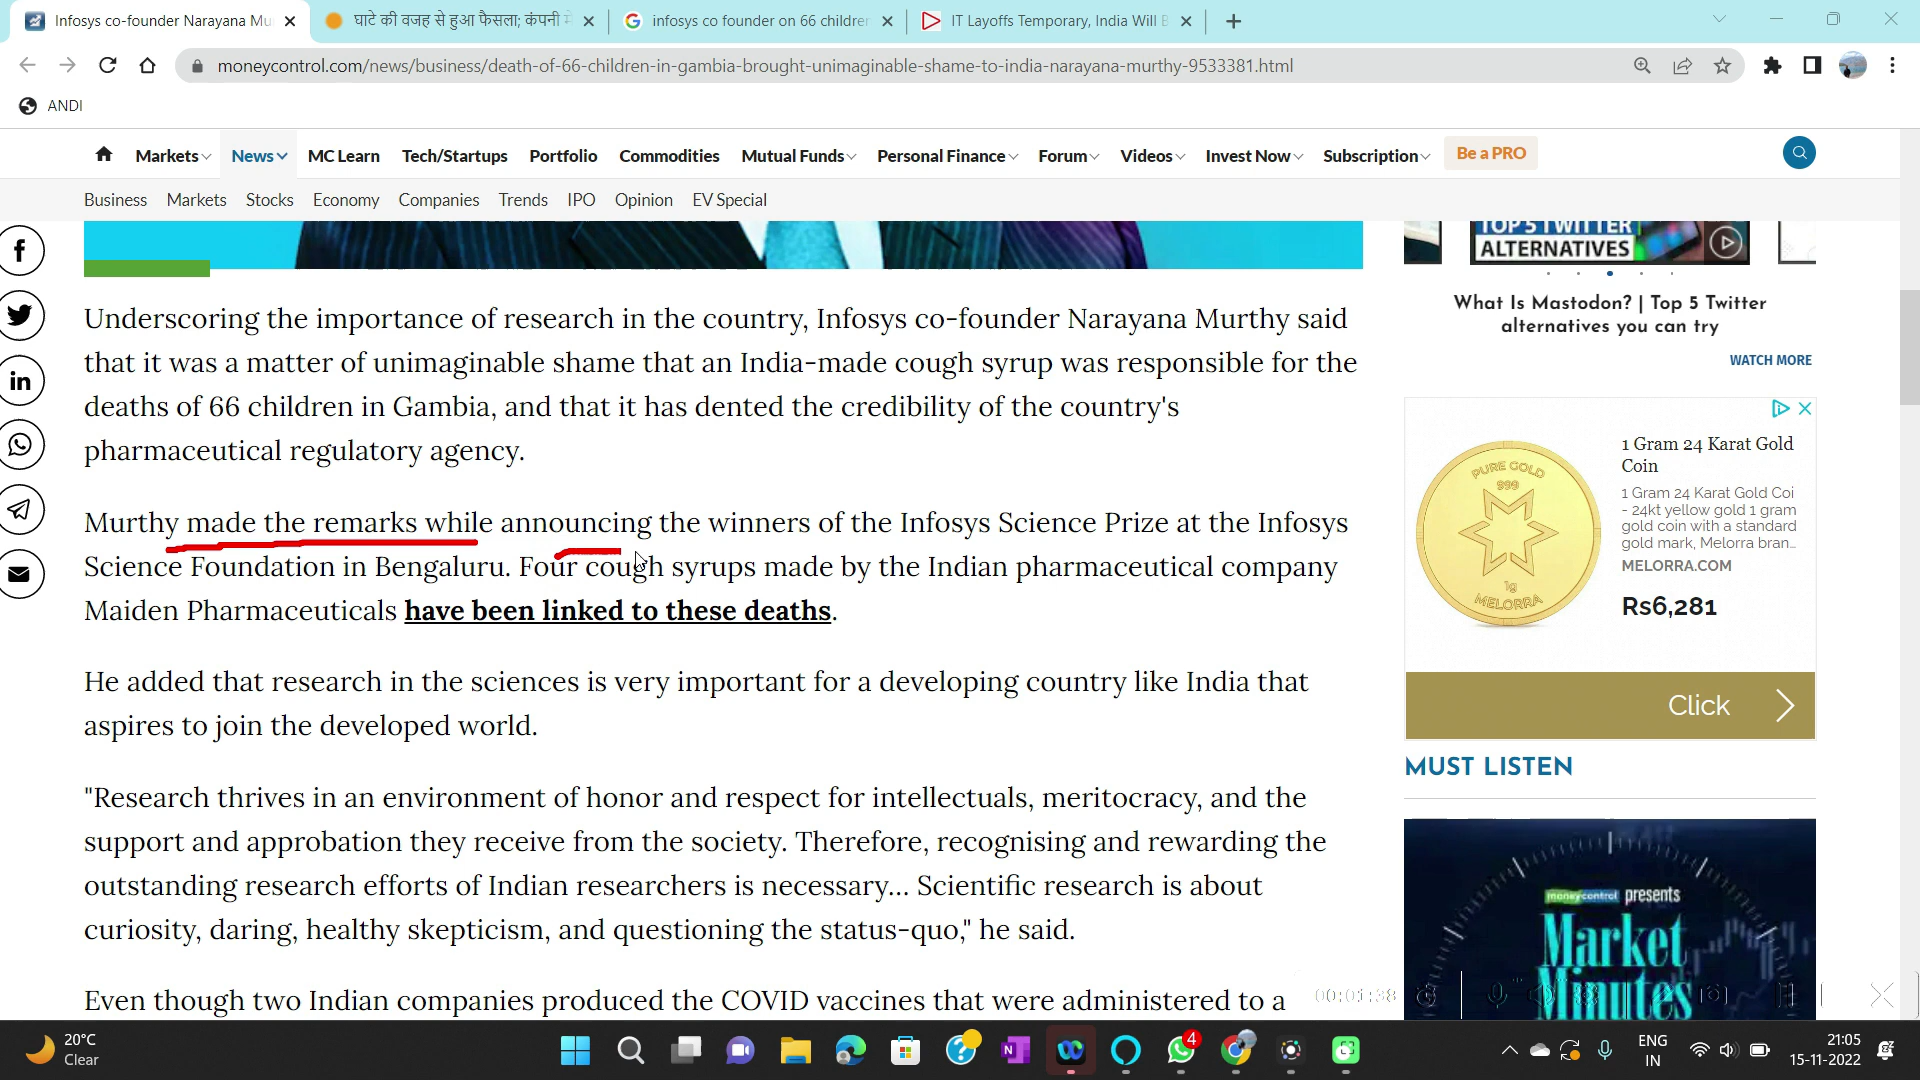 Infosys co-founder Narayana Mu
घाटे की वजह से हुआ फैसला; कंपनी ने
infosys co founder on 66 childre
IT Layoffs Temporary, India Will B
moneycontrol.com/news/business/death-of-66-children-in-gambia-brought-unimaginable-shame-to-india-narayana-murthy-9533381.html
ANDI
Markets News MC Learn Tech/Startups Portfolio Commodities Mutual Funds Personal Finance Forum Videos Invest Now Subscription Be a PRO
Business Markets Stocks Economy Companies Trends IPO Opinion EV Special
Underscoring the importance of research in the country, Infosys co-founder Narayana Murthy said
that it was a matter of unimaginable shame that an India-made cough syrup was responsible for the
deaths of 66 children in Gambia, and that it has dented the credibility of the country's
pharmaceutical regulatory agency.
Murthy made the remarks while announcing the winners of the Infosys Science Prize at the Infosys
Science Foundation in Bengaluru. Four cough syrups made by the Indian pharmaceutical company
Maiden Pharmaceuticals have been linked to these deaths.
He added that research in the sciences is very important for a developing country like India that
aspires to join the developed world.
"Research thrives in an environment of honor and respect for intellectuals, meritocracy, and the
support and approbation they receive from the society. Therefore, recognising and rewarding the
outstanding research efforts of Indian researchers is necessary... Scientific research is about
curiosity, daring, healthy skepticism, and questioning the status-quo," he said.
Even though two Indian companies produced the COVID vaccines that were administered to a
TOP 5 TWITTER
ALTERNATIVES
What Is Mastodon? | Top 5 Twitter
alternatives you can try
WATCH MORE
PURE GOLD
999
1g
MELORRA
1 Gram 24 Karat Gold
Coin
1 Gram 24 Karat Gold Coi
- 24kt yellow gold 1 gram
gold coin with a standard
gold mark, Melorra bran...
MELORRA.COM
Rs6,281
Click
MUST LISTEN
moneycontrol presents
Market
Minutes
00:01:38
20°C
Clear
4
ENG
IN
21:05
15-11-2022